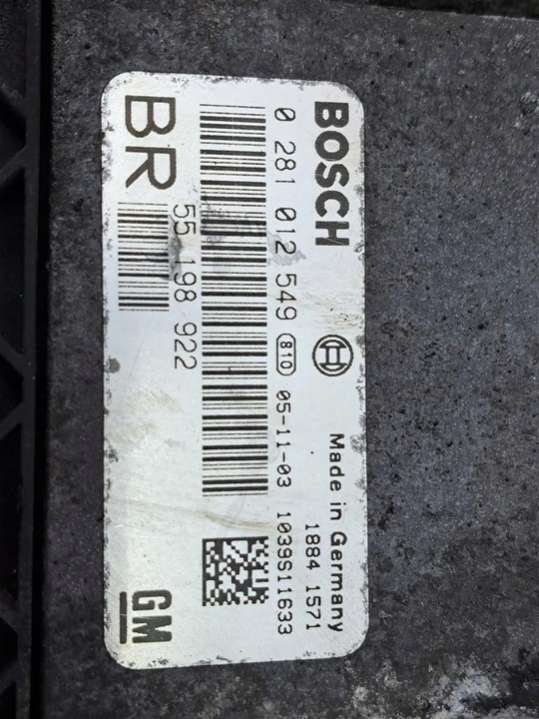 BOSCH
Made in Germany
1884 1571
0 281 012 549 810 05-11-03 1039S11633
55 198 922
BR
GM